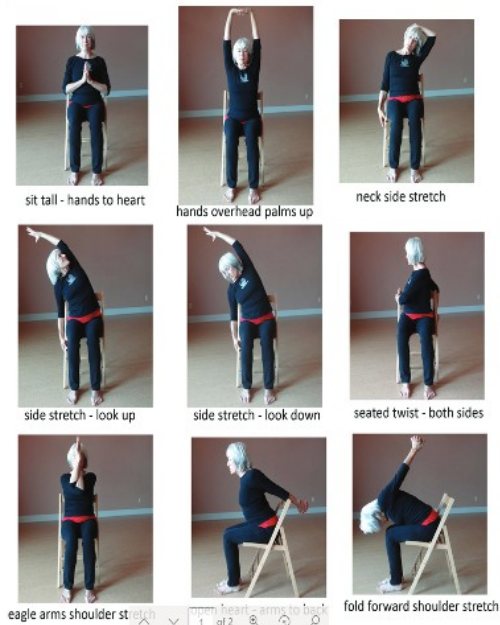 sit tall - hands to heart
hands overhead palms up
neck side stretch
side stretch - look up
side stretch - look down
seated twist - both sides
eagle arms shoulder stretch
open heart - arms to back
fold forward shoulder stretch
1 of 2